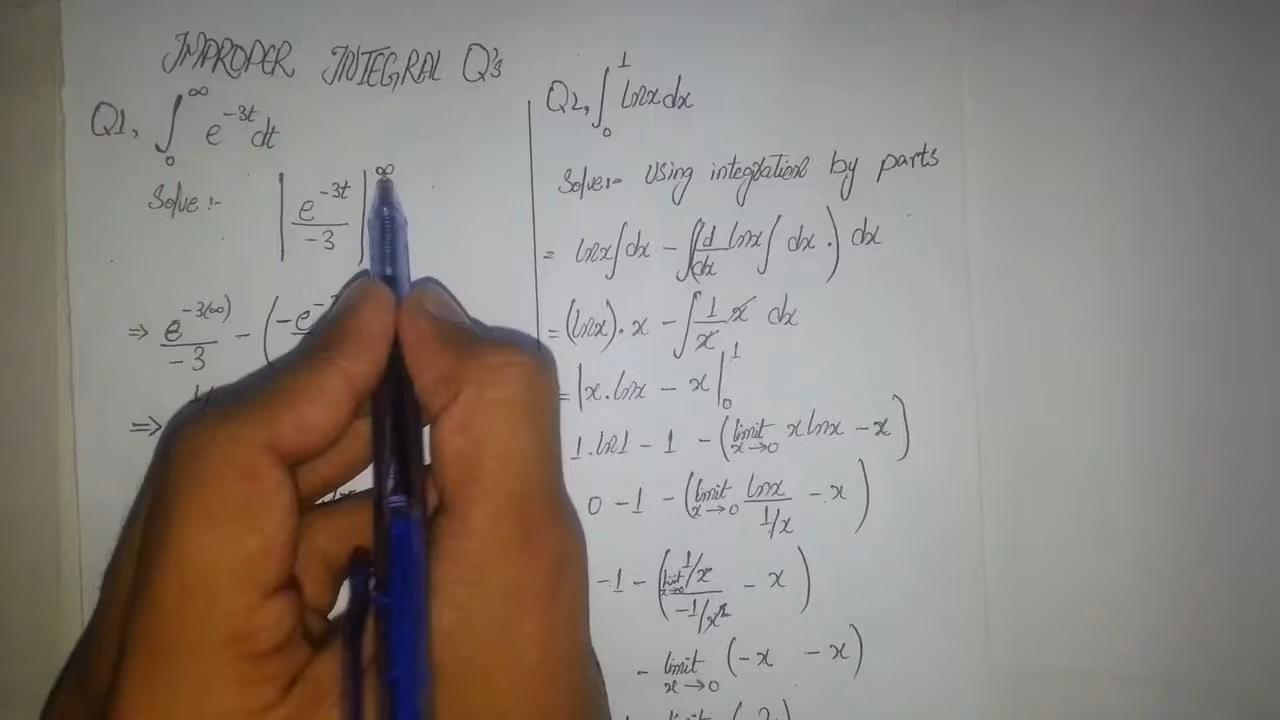 IMPROPER INTEGRAL Q's
Q1, ∫₀^∞ e^{-3t} dt
Solve :-
| e^{-3t} / -3 |^∞
⇒ e^{-3(∞)} / -3 - ( -e^-
⇒
Q2, ∫₀^1 lnx dx
Solve:- Using integrations by parts
= lnx ∫ dx - ∫( d/dx lnx ∫ dx . ) dx
= (lnx) . x - ∫ 1/x x dx
= | x . lnx - x |₀^1
1 . ln1 - 1 - ( limit x→0 x lnx - x )
0 - 1 - ( limit x→0 lnx / 1/x - x )
-1 - ( limit x→0 1/x / -1/x² - x )
- limit x→0 (-x - x)